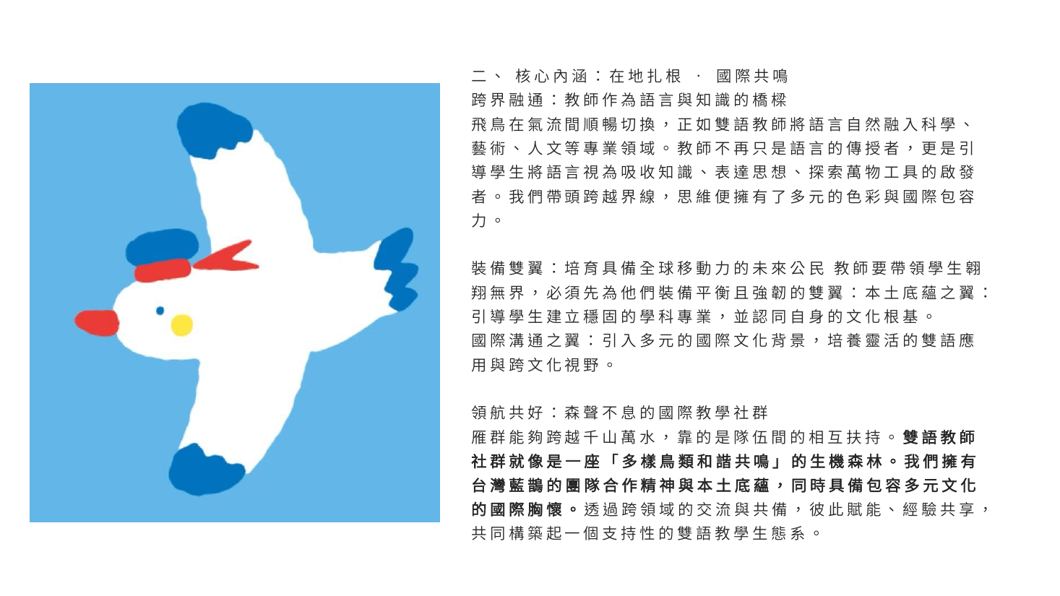 二、 核心內涵：在地扎根 · 國際共鳴
跨界融通：教師作為語言與知識的橋樑
飛鳥在氣流間順暢切換，正如雙語教師將語言自然融入科學、
藝術、人文等專業領域。教師不再只是語言的傳授者，更是引
導學生將語言視為吸收知識、表達思想、探索萬物工具的啟發
者。我們帶頭跨越界線，思維便擁有了多元的色彩與國際包容
力。
裝備雙翼：培育具備全球移動力的未來公民 教師要帶領學生翱
翔無界，必須先為他們裝備平衡且強韌的雙翼：本土底蘊之翼：
引導學生建立穩固的學科專業，並認同自身的文化根基。
國際溝通之翼：引入多元的國際文化背景，培養靈活的雙語應
用與跨文化視野。
領航共好：森聲不息的國際教學社群
雁群能夠跨越千山萬水，靠的是隊伍間的相互扶持。雙語教師
社群就像是一座「多樣鳥類和諧共鳴」的生機森林。我們擁有
台灣藍鵲的團隊合作精神與本土底蘊，同時具備包容多元文化
的國際胸懷。透過跨領域的交流與共備，彼此賦能、經驗共享，
共同構築起一個支持性的雙語教學生態系。